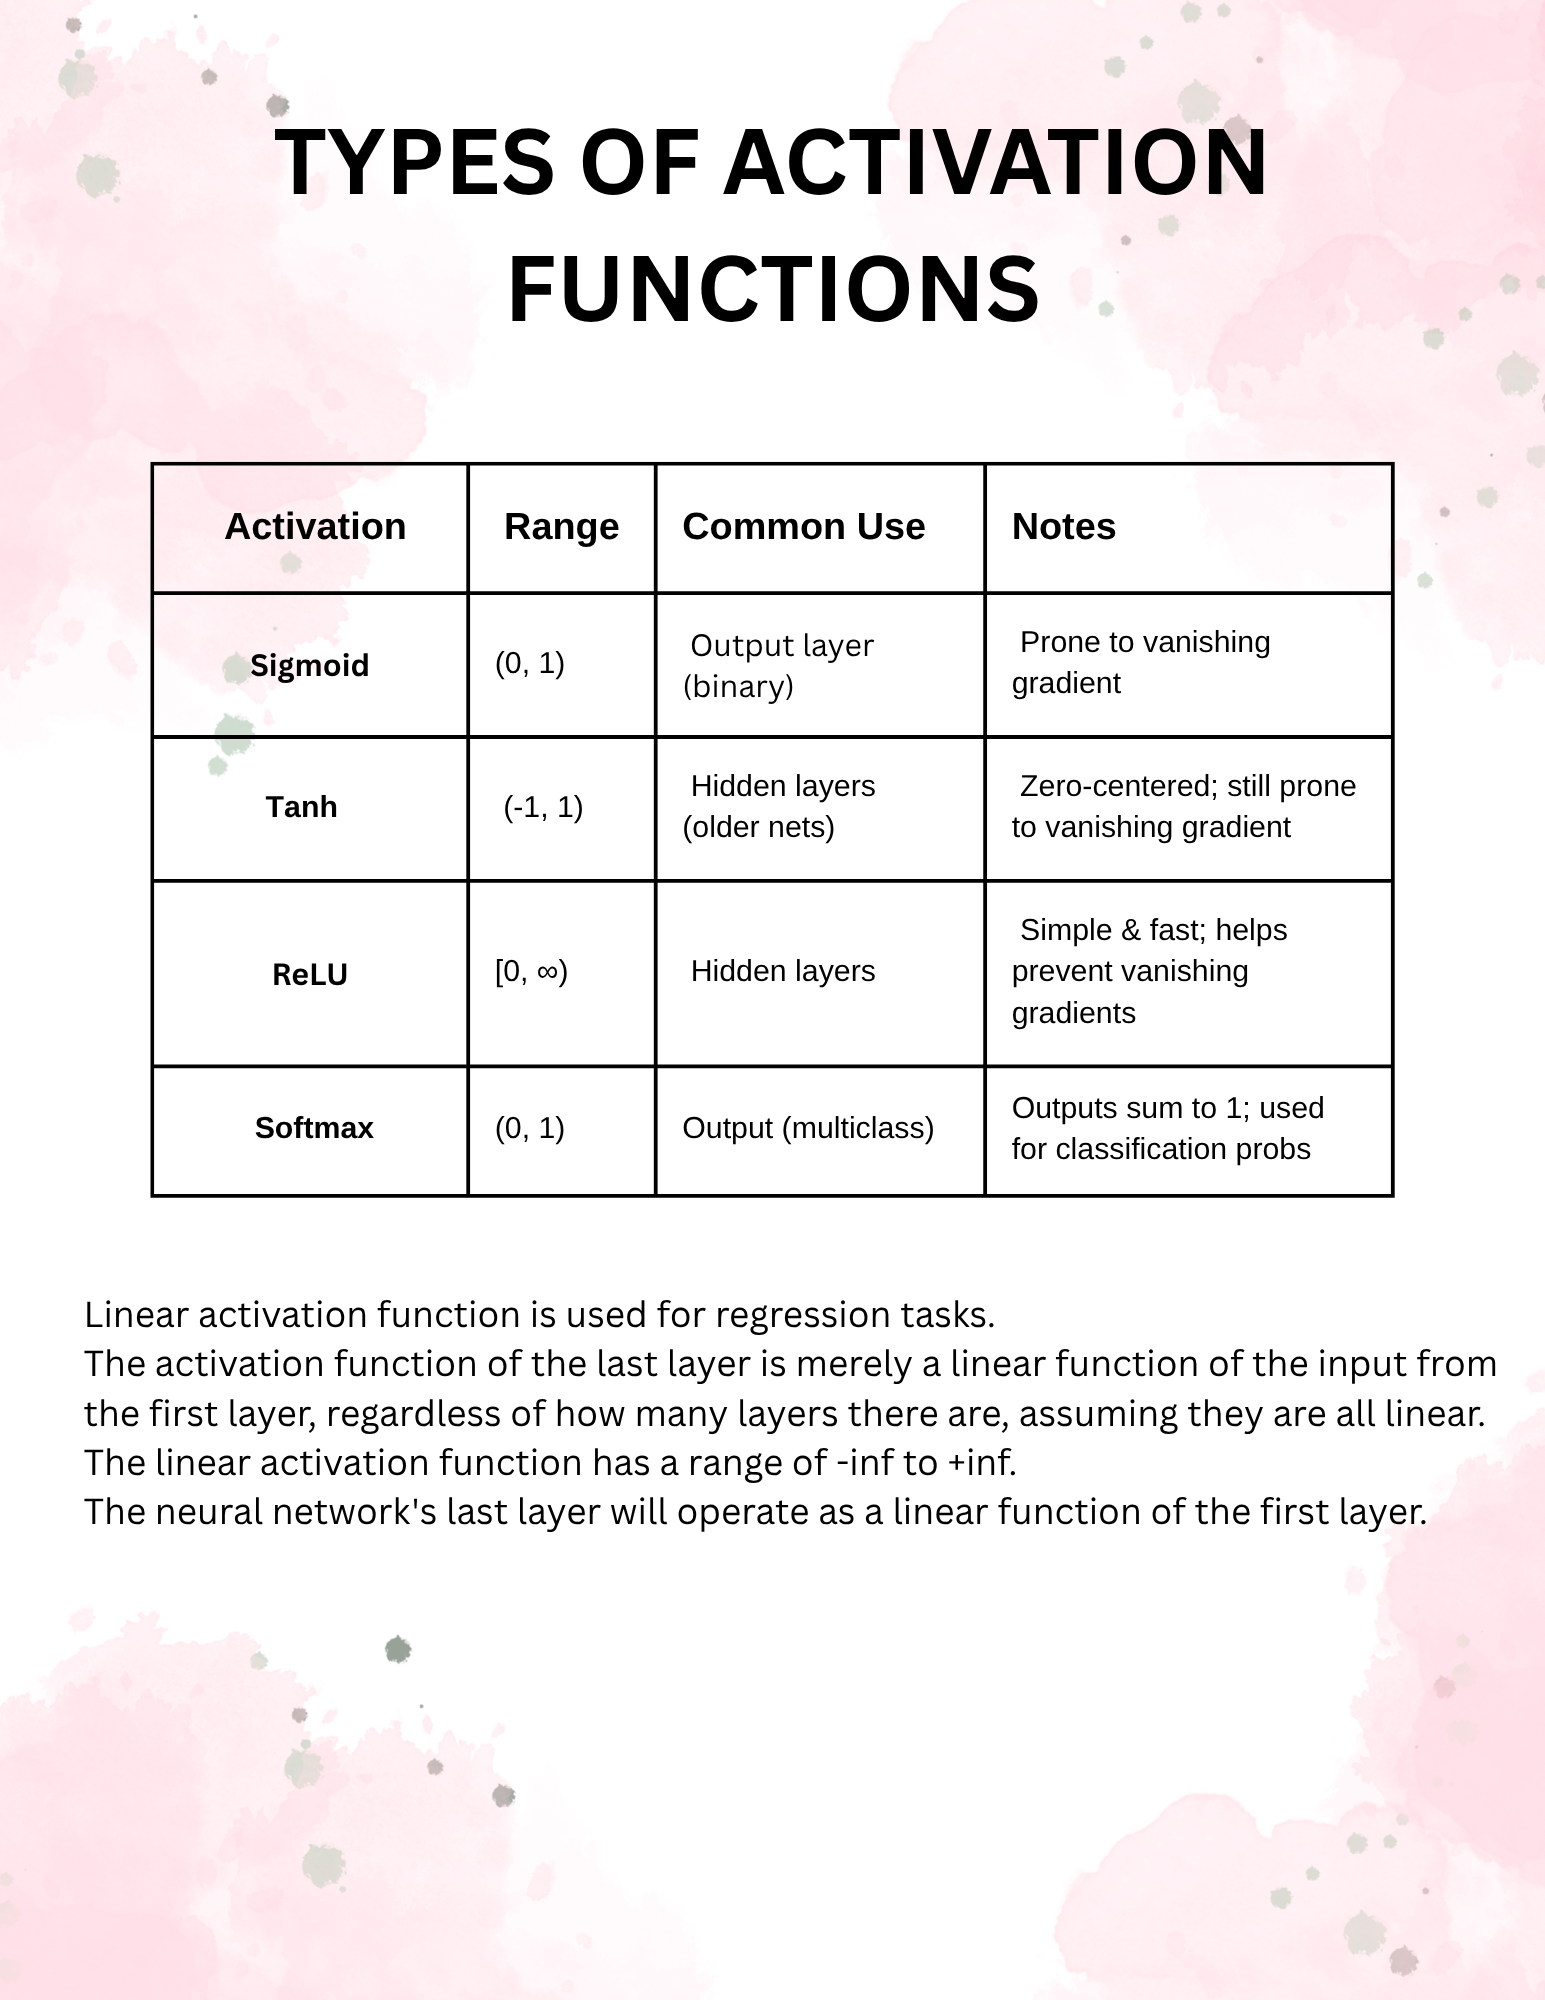 TYPES OF ACTIVATION
FUNCTIONS
Activation Range Common Use Notes
Sigmoid (0, 1) Output layer (binary) Prone to vanishing gradient
Tanh (-1, 1) Hidden layers (older nets) Zero-centered; still prone to vanishing gradient
ReLU [0, ∞) Hidden layers Simple & fast; helps prevent vanishing gradients
Softmax (0, 1) Output (multiclass) Outputs sum to 1; used for classification probs
Linear activation function is used for regression tasks.
The activation function of the last layer is merely a linear function of the input from
the first layer, regardless of how many layers there are, assuming they are all linear.
The linear activation function has a range of -inf to +inf.
The neural network's last layer will operate as a linear function of the first layer.